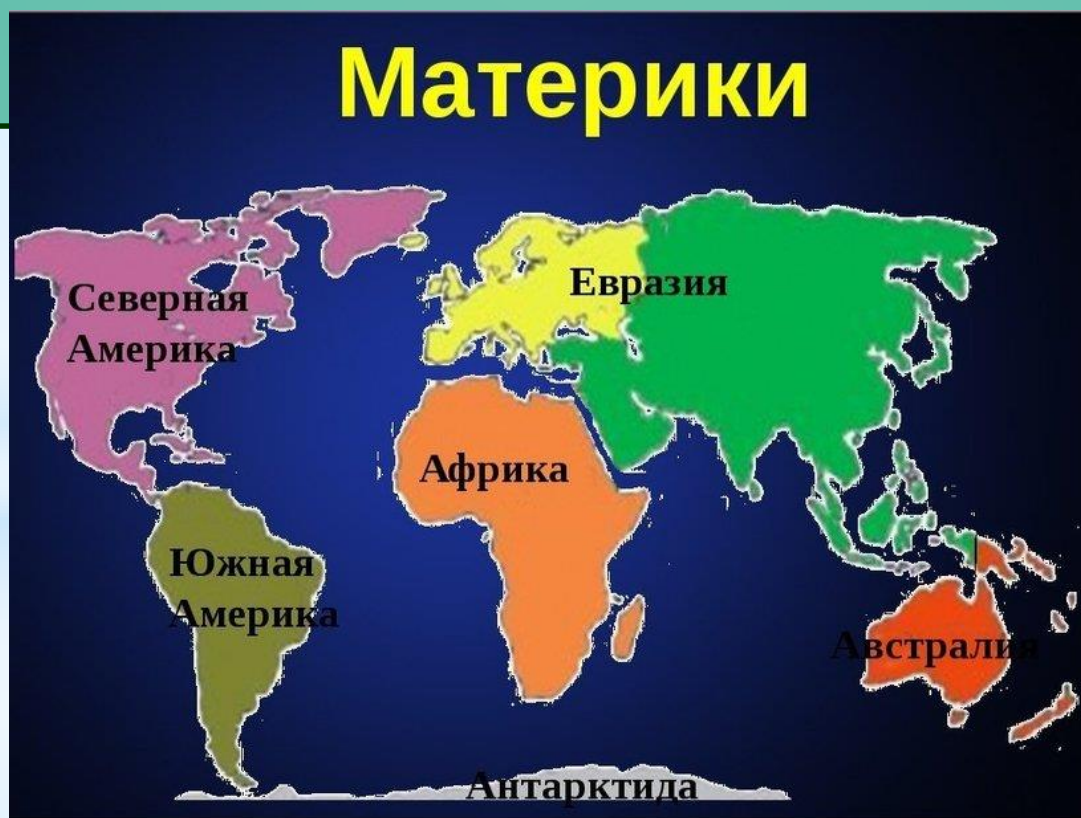 Материки
Северная
Америка
Евразия
Африка
Южная
Америка
Австралия
Антарктида